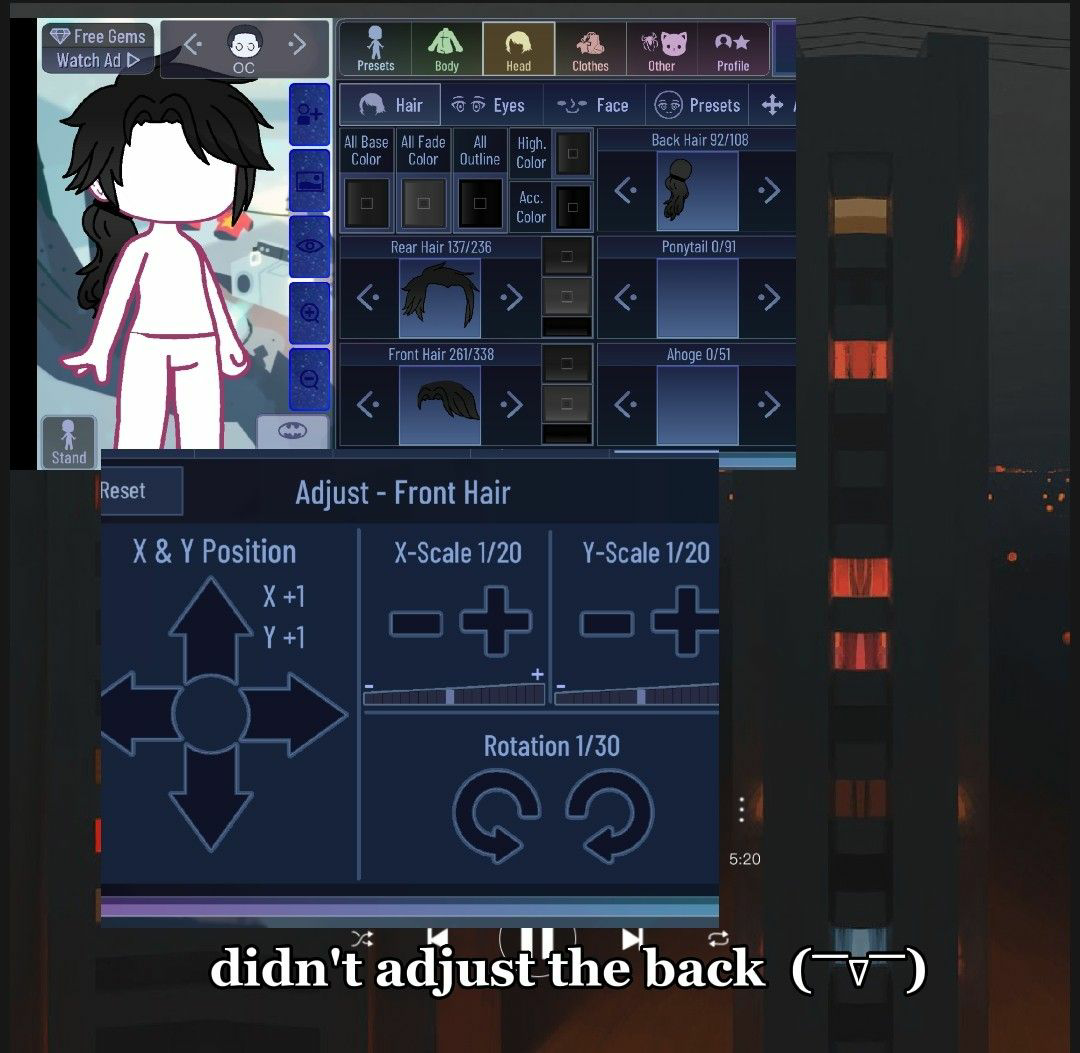 Free Gems
Watch Ad
OC
Stand
Presets
Body
Head
Clothes
Other
Profile
Hair
Eyes
Face
Presets
All Base
Color
All Fade
Color
All
Outline
High.
Color
Acc.
Color
Back Hair 92/108
Rear Hair 137/236
Ponytail 0/91
Front Hair 261/338
Ahoge 0/51
Reset
Adjust - Front Hair
X & Y Position
X +1
Y +1
X-Scale 1/20
- +
Y-Scale 1/20
-
Rotation 1/30
5:20
didn't adjust the back (￣▽￣)